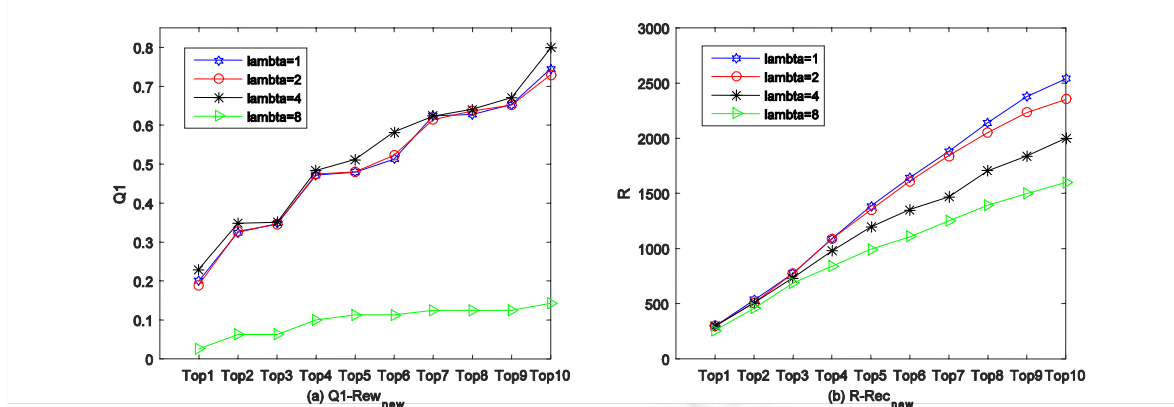 0.8
0.7
0.6
0.5
0.4
0.3
0.2
0.1
0
Q1
lambta=1
lambta=2
lambta=4
lambta=8
Top1 Top2 Top3 Top4 Top5 Top6 Top7 Top8 Top9 Top10
(a) Q1-Rew_new
3000
2500
2000
1500
1000
500
0
R
lambta=1
lambta=2
lambta=4
lambta=8
Top1 Top2 Top3 Top4 Top5 Top6 Top7 Top8 Top9 Top10
(b) R-Rec_new